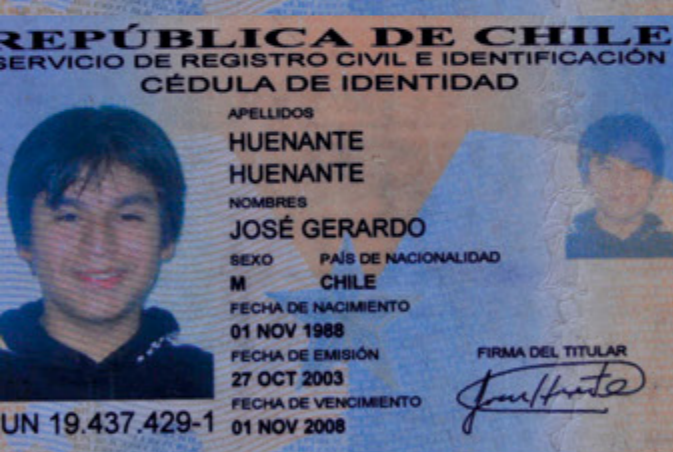 REPÚBLICA DE CHILE
SERVICIO DE REGISTRO CIVIL E IDENTIFICACIÓN
CÉDULA DE IDENTIDAD
APELLIDOS
HUENANTE
HUENANTE
NOMBRES
JOSÉ GERARDO
SEXO PAÍS DE NACIONALIDAD
M CHILE
FECHA DE NACIMIENTO
01 NOV 1988
FECHA DE EMISIÓN
27 OCT 2003
FIRMA DEL TITULAR
FECHA DE VENCIMIENTO
01 NOV 2008
UN 19.437.429-1